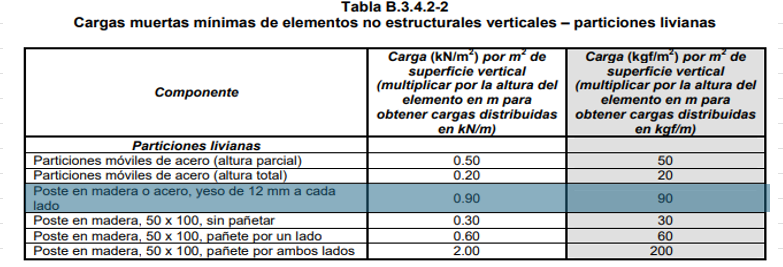 Tabla B.3.4.2-2
Cargas muertas mínimas de elementos no estructurales verticales – particiones livianas
Componente
Carga (kN/m²) por m² de
superficie vertical
(multiplicar por la altura del
elemento en m para
obtener cargas distribuidas
en kN/m)
Carga (kgf/m²) por m² de
superficie vertical
(multiplicar por la altura del
elemento en m para
obtener cargas distribuidas
en kgf/m)
Particiones livianas
Particiones móviles de acero (altura parcial) 0.50 50
Particiones móviles de acero (altura total) 0.20 20
Poste en madera o acero, yeso de 12 mm a cada
lado 0.90 90
Poste en madera, 50 x 100, sin pañetar 0.30 30
Poste en madera, 50 x 100, pañete por un lado 0.60 60
Poste en madera, 50 x 100, pañete por ambos lados 2.00 200